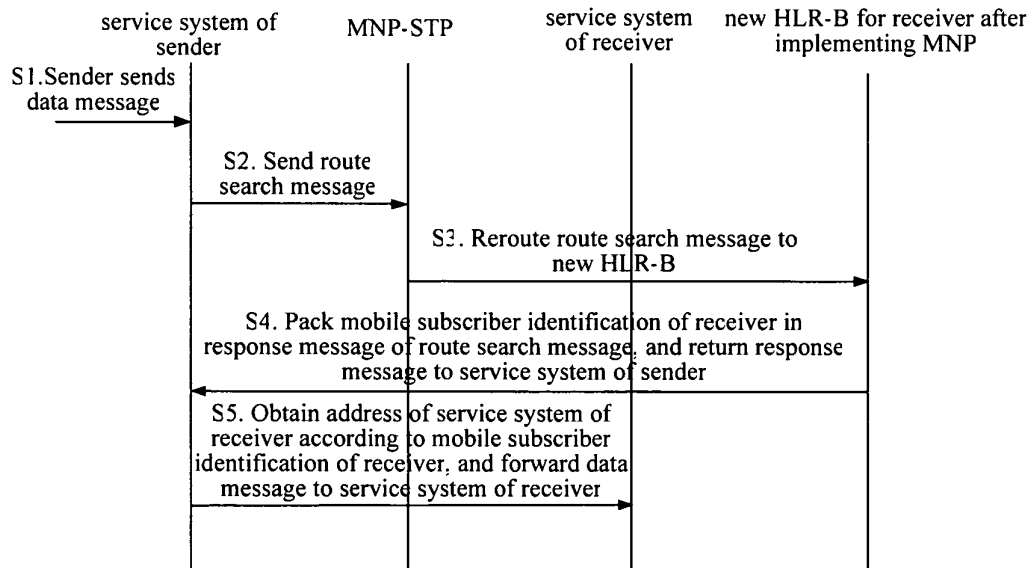 service system of
sender
MNP-STP
service system
of receiver
new HLR-B for receiver after
implementing MNP
S1.Sender sends
data message
S2. Send route
search message
S3. Reroute route search message to
new HLR-B
S4. Pack mobile subscriber identification of receiver in
response message of route search message, and return response
message to service system of sender
S5. Obtain address of service system of
receiver according to mobile subscriber
identification of receiver, and forward data
message to service system of receiver